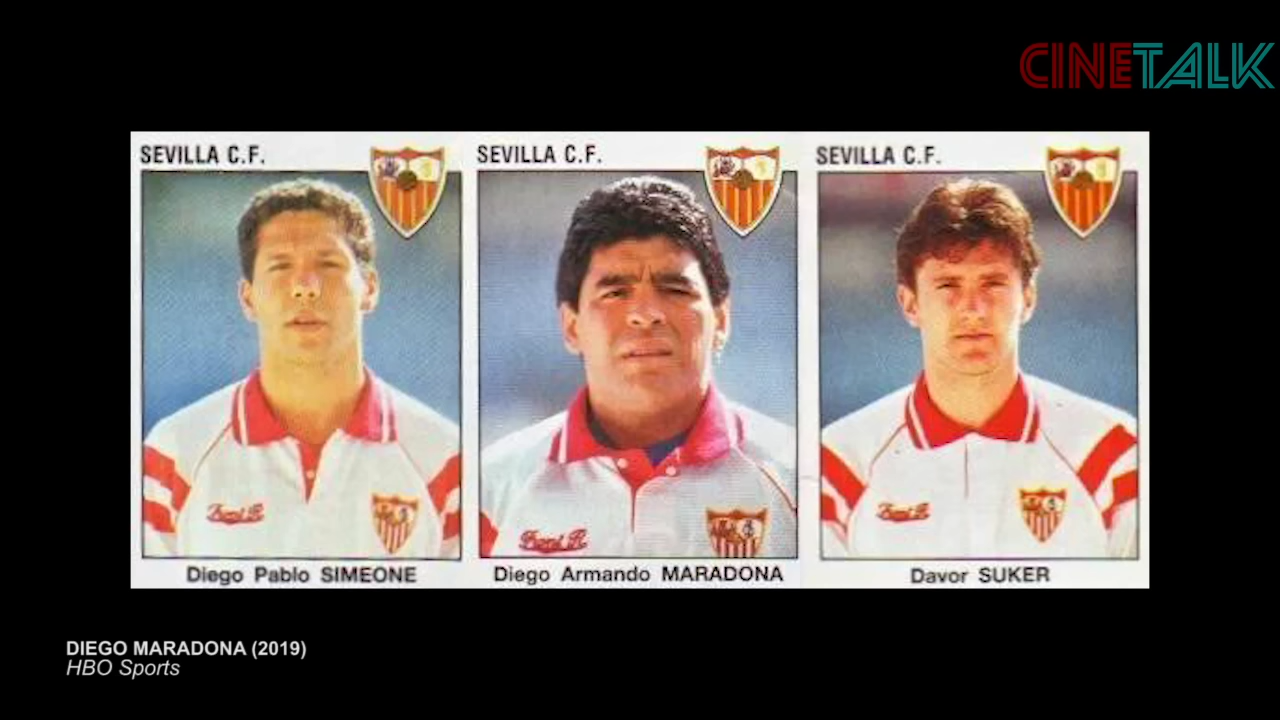 CINETALK
SEVILLA C.F.
SEVILLA C.F.
SEVILLA C.F.
Diego Pablo SIMEONE
Diego Armando MARADONA
Davor SUKER
DIEGO MARADONA (2019)
HBO Sports